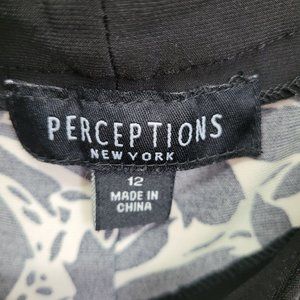 PERCEPTIONS
NEW YORK
12
MADE IN
CHINA